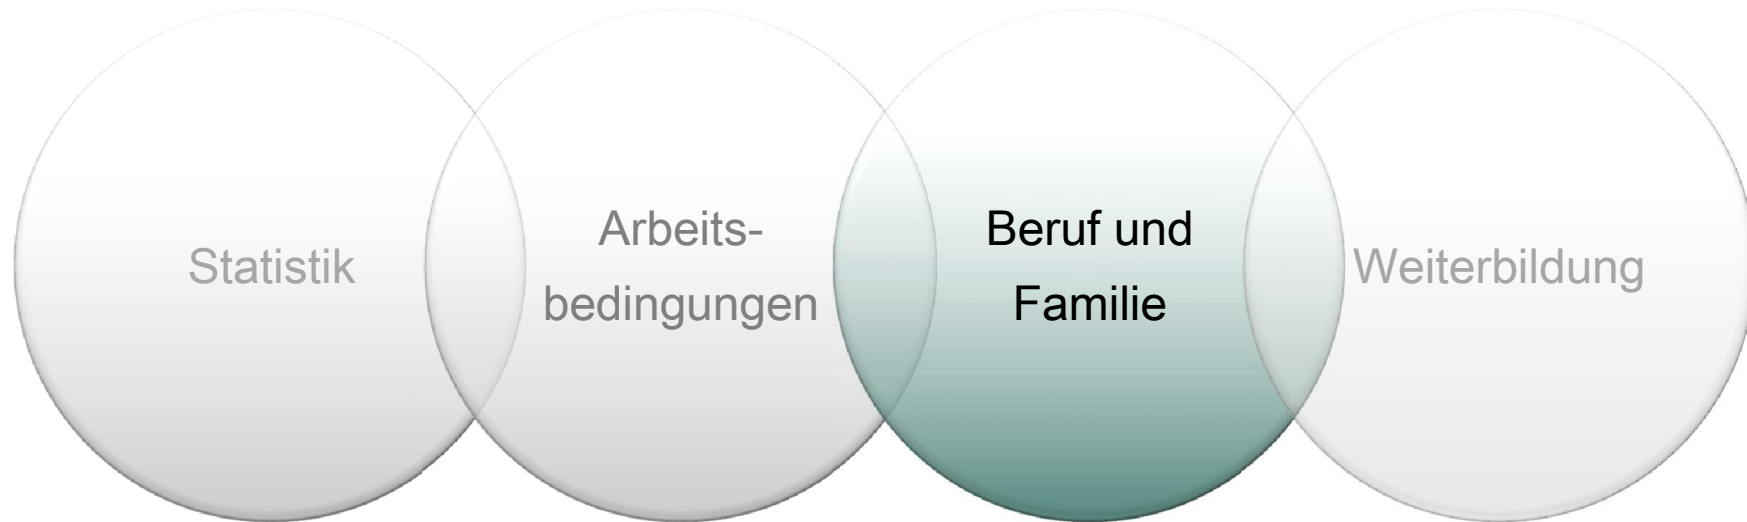 Statistik
Arbeits-
bedingungen
Beruf und
Familie
Weiterbildung